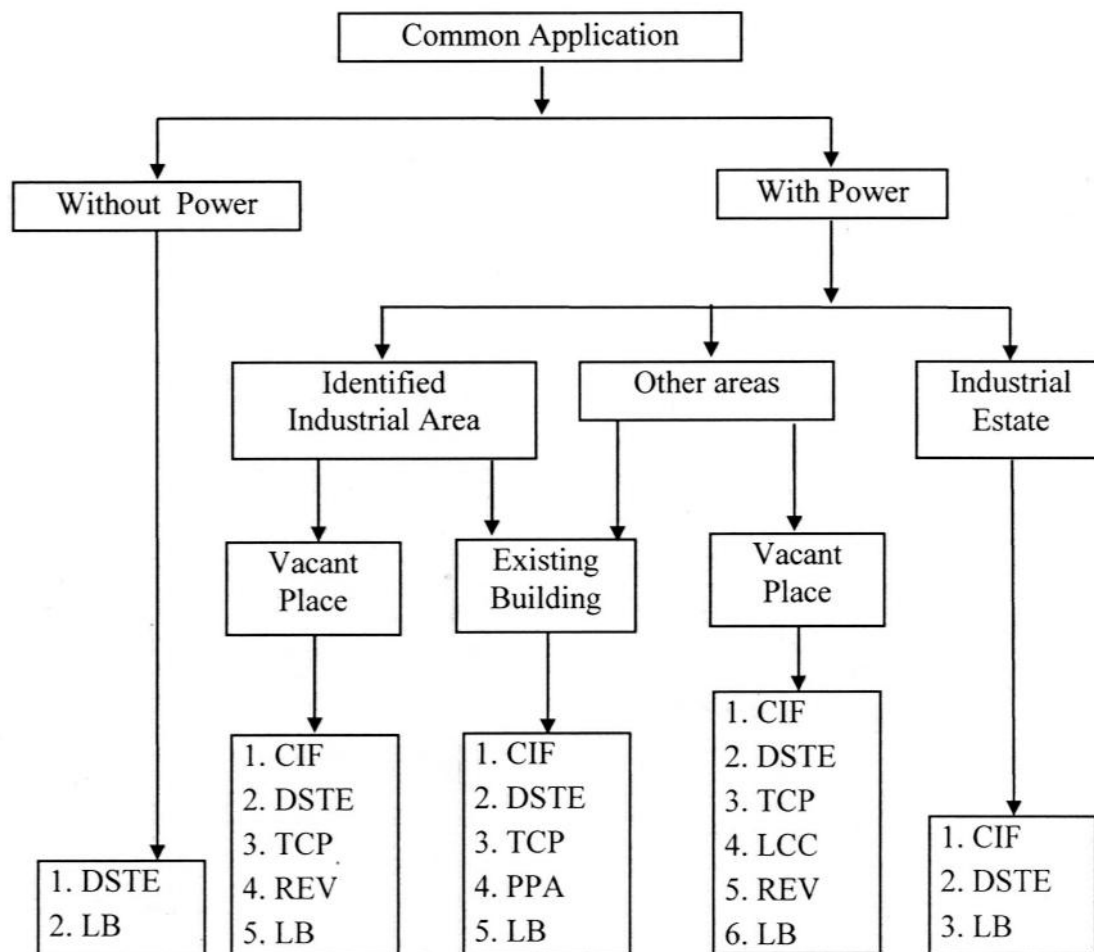 Common Application
Without Power
With Power
Identified
Industrial Area
Other areas
Industrial
Estate
Vacant
Place
Existing
Building
Vacant
Place
1. DSTE
2. LB
1. CIF
2. DSTE
3. TCP
4. REV
5. LB
1. CIF
2. DSTE
3. TCP
4. PPA
5. LB
1. CIF
2. DSTE
3. TCP
4. LCC
5. REV
6. LB
1. CIF
2. DSTE
3. LB